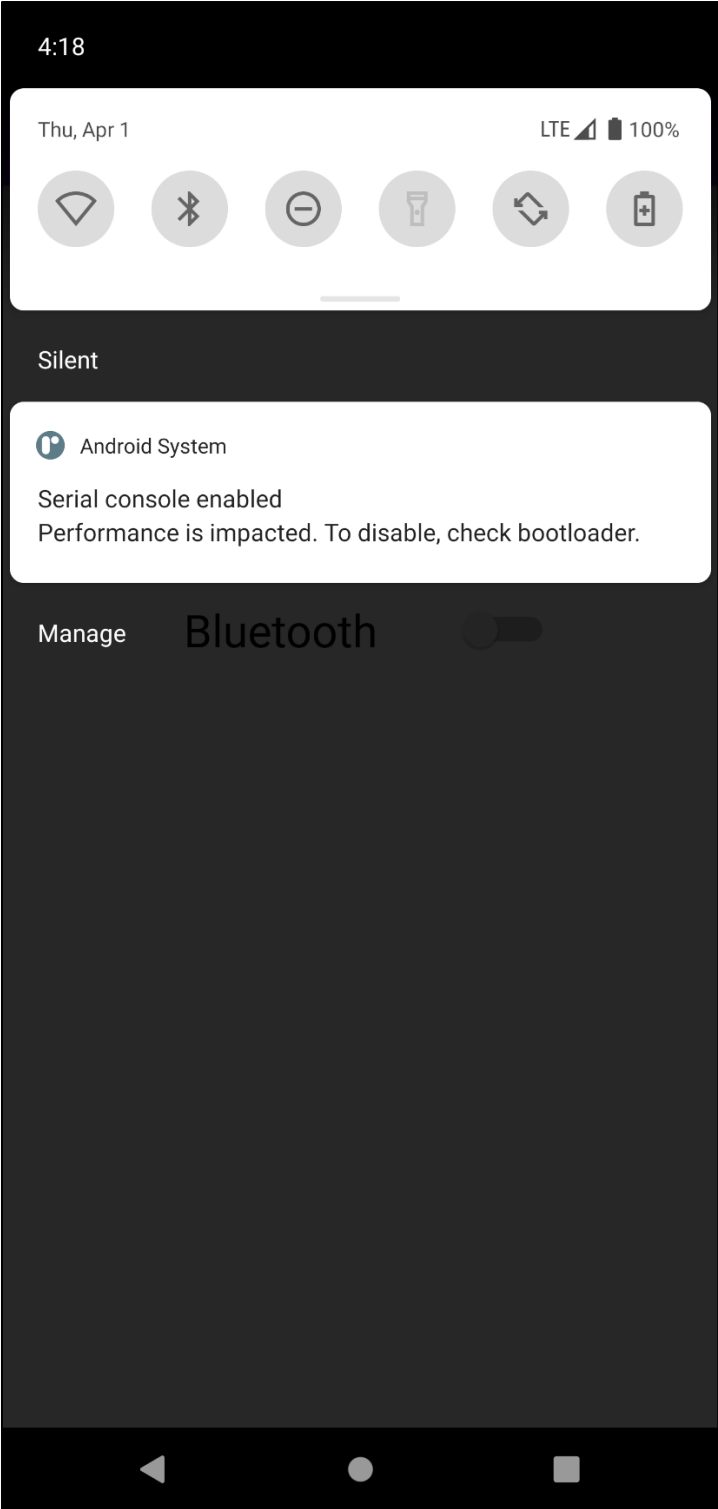 4:18
Thu, Apr 1 LTE 100%
Silent
Android System
Serial console enabled
Performance is impacted. To disable, check bootloader.
Manage Bluetooth